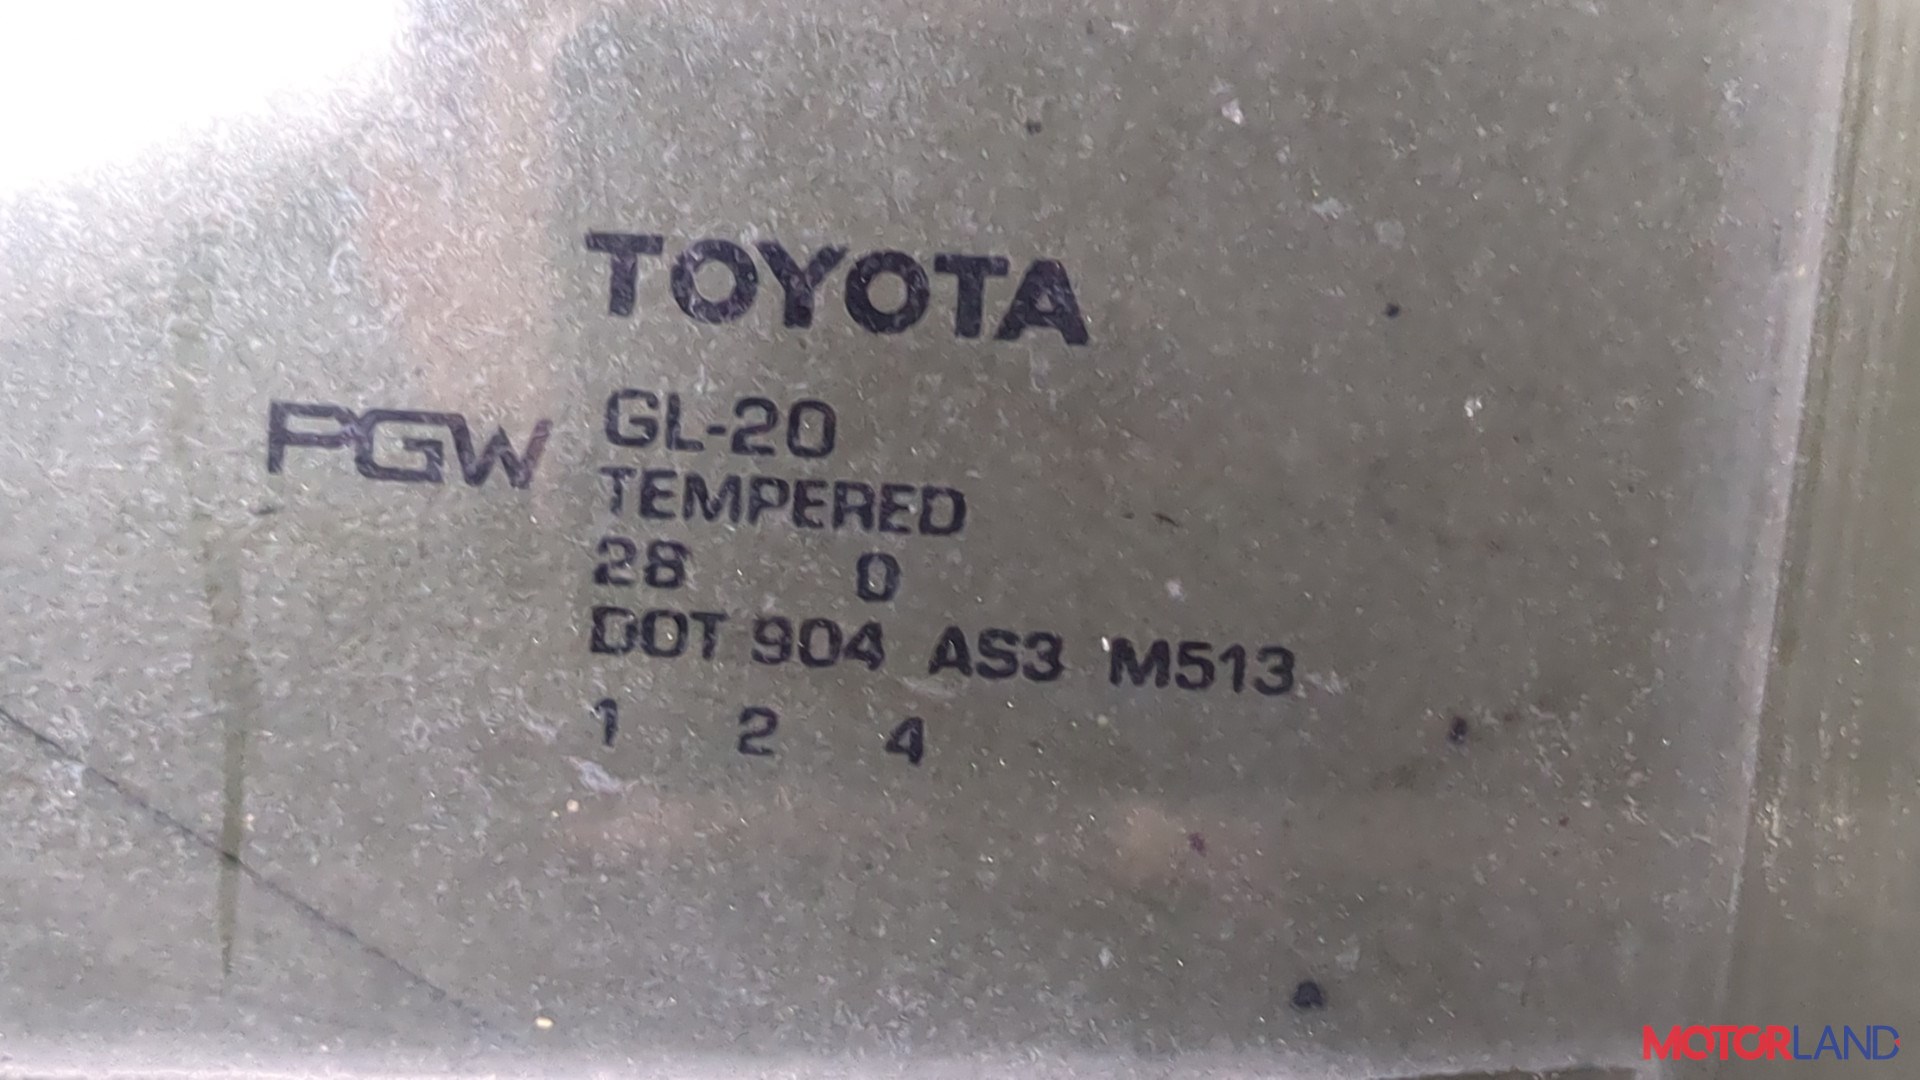 TOYOTA
PGW GL-20
TEMPERED
28 0
DOT 904 AS3 M513
1 2 4
MOTORLAND